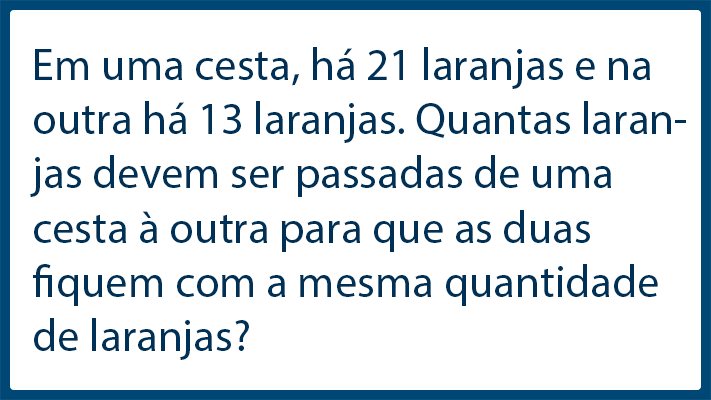 Em uma cesta, há 21 laranjas e na
outra há 13 laranjas. Quantas laran-
jas devem ser passadas de uma
cesta à outra para que as duas
fiquem com a mesma quantidade
de laranjas?